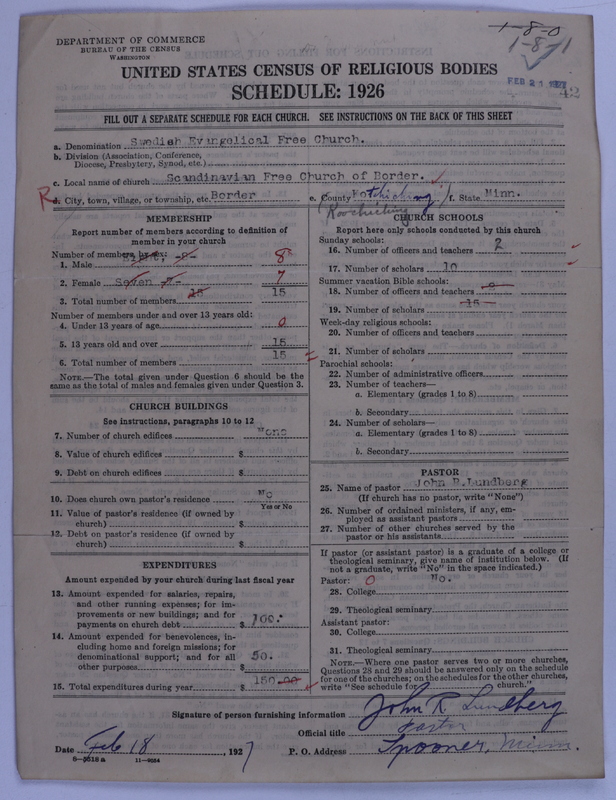 1-8-0
1-8-1
DEPARTMENT OF COMMERCE
BUREAU OF THE CENSUS
WASHINGTON
FEB 21 1927
42
UNITED STATES CENSUS OF RELIGIOUS BODIES
SCHEDULE: 1926
FILL OUT A SEPARATE SCHEDULE FOR EACH CHURCH. SEE INSTRUCTIONS ON THE BACK OF THIS SHEET
a. Denomination Swedish Evangelical Free Church.
b. Division (Association, Conference, Diocese, Presbytery, Synod, etc.)
c. Local name of church Scandinavian Free Church of Border.
R d. City, town, village, or township, etc. Border e. County Kotchiching f. State Minn.
Koochiching
MEMBERSHIP
Report number of members according to definition of
member in your church
Number of members by sex:
1. Male 8
2. Female Seven 7
3. Total number of members 15 15
Number of members under and over 13 years old:
4. Under 13 years of age 0
5. 13 years old and over 15
6. Total number of members 15
NOTE.—The total given under Question 6 should be
the same as the total of males and females given under Question 3.
CHURCH BUILDINGS
See instructions, paragraphs 10 to 12
7. Number of church edifices None
8. Value of church edifices $
9. Debt on church edifices $
10. Does church own pastor's residence No
Yes or No
11. Value of pastor's residence (if owned by
church) $
12. Debt on pastor's residence (if owned by
church) $
EXPENDITURES
Amount expended by your church during last fiscal year
13. Amount expended for salaries, repairs,
and other running expenses; for im-
provements or new buildings; and for
payments on church debt $ 100.
14. Amount expended for benevolences, in-
cluding home and foreign missions; for
denominational support; and for all
other purposes $ 50.
15. Total expenditures during year $ 150.00
CHURCH SCHOOLS
Report here only schools conducted by this church
Sunday schools:
16. Number of officers and teachers 2
17. Number of scholars 10
Summer vacation Bible schools:
18. Number of officers and teachers
19. Number of scholars 15
Week-day religious schools:
20. Number of officers and teachers
21. Number of scholars
Parochial schools:
22. Number of administrative officers
23. Number of teachers—
a. Elementary (grades 1 to 8)
b. Secondary
24. Number of scholars—
a. Elementary (grades 1 to 8)
b. Secondary
PASTOR
25. Name of pastor John R.Lundberg
(If church has no pastor, write "None")
26. Number of ordained ministers, if any, em-
ployed as assistant pastors
27. Number of other churches served by the
pastor or his assistants
If pastor (or assistant pastor) is a graduate of a college or
theological seminary, give name of institution below. (If
not a graduate, write "No" in the space indicated.)
Pastor: 0 No.
28. College
29. Theological seminary
Assistant pastor:
30. College
31. Theological seminary
NOTE.—Where one pastor serves two or more churches,
Questions 28 and 29 should be answered only on the schedule
for one of the churches; on the schedules for the other churches,
write "See schedule for church."
Signature of person furnishing information John R. Lundberg
Official title Pastor
Date Feb 18, 1927 P. O. Address Spooner, Minn.
8-5518 a 11-9054